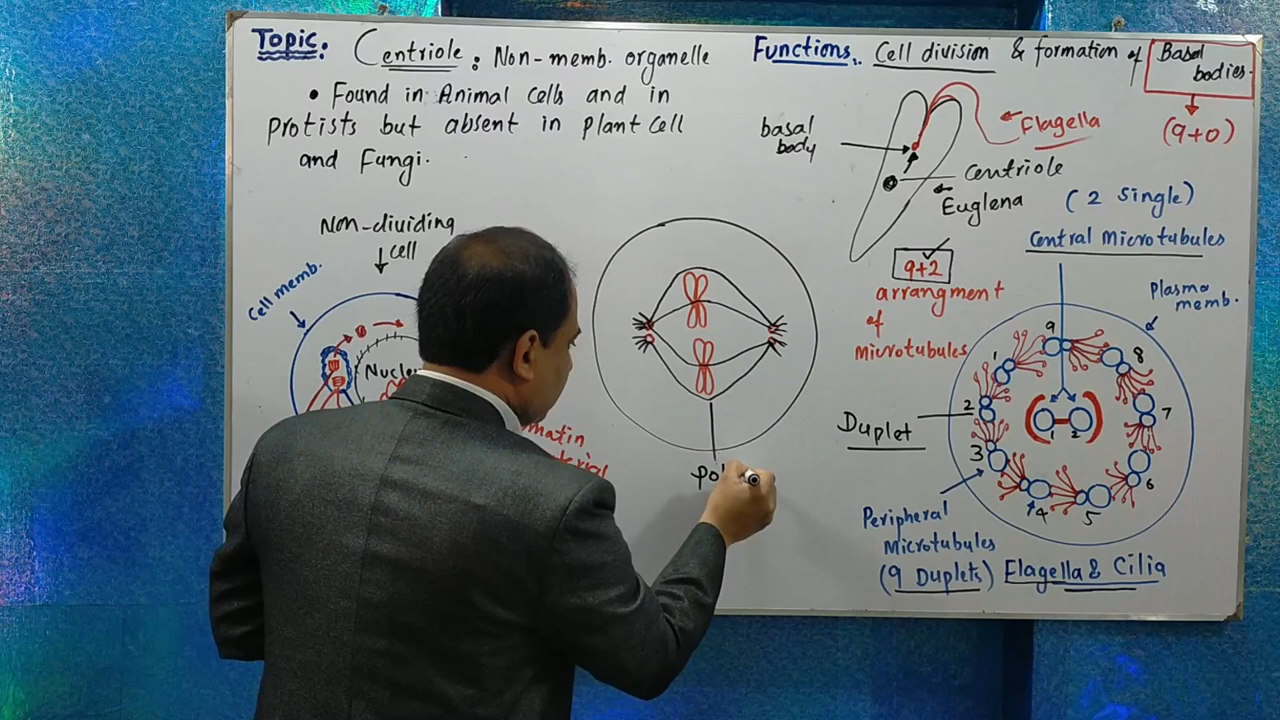 Topic:
Centriole: Non-memb. organelle
• Found in Animal cells and in
protists but absent in plant cell
and Fungi.
Functions:
Cell division & formation of
Basal
bodies.
(9+0)
basal
body
Flagella
Centriole
Euglena
(2 single)
Central Microtubules
9+2
arrangment
of
Microtubules
Plasma
memb.
Non-dividing
cell
Cell memb.
Duplet
1
2
3
4
5
6
7
8
9
1
2
Peripheral
Microtubules
(9 Duplets)
Flagella & Cilia